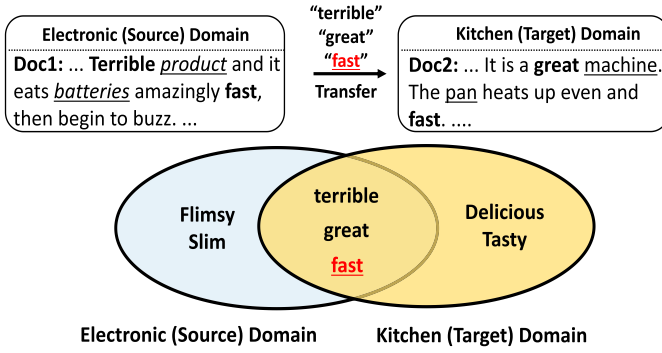 Electronic (Source) Domain
Doc1: ... Terrible product and it
eats batteries amazingly fast,
then begin to buzz. ...
“terrible”
“great”
“fast”
Transfer
Kitchen (Target) Domain
Doc2: ... It is a great machine.
The pan heats up even and
fast. ....
Flimsy
Slim
terrible
great
fast
Delicious
Tasty
Electronic (Source) Domain
Kitchen (Target) Domain